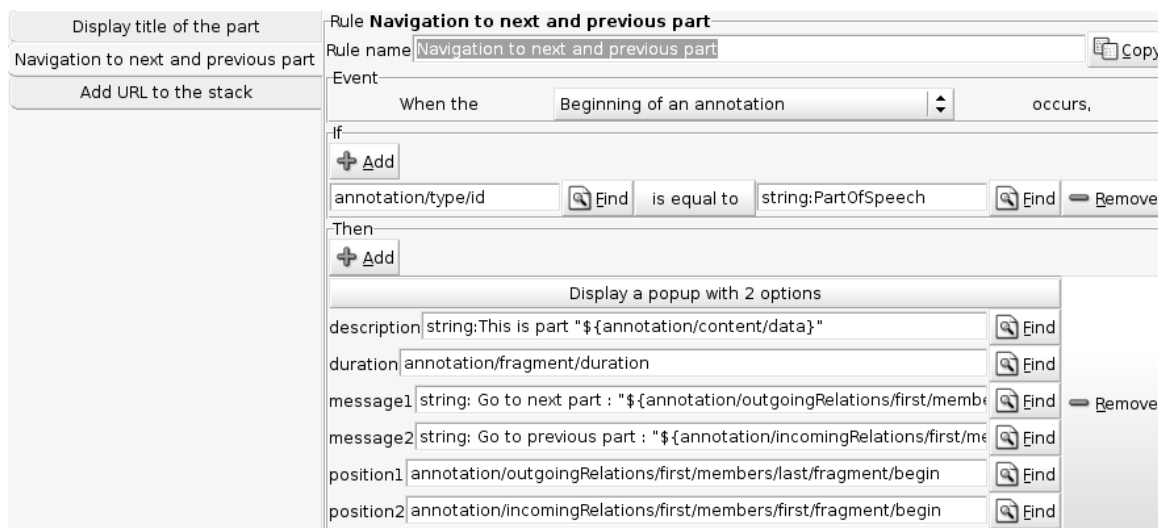 Display title of the part
Navigation to next and previous part
Add URL to the stack
Rule Navigation to next and previous part
Rule name Navigation to next and previous part Copy
Event
When the Beginning of an annotation occurs,
If
Add
annotation/type/id Find is equal to string:PartOfSpeech Find Remove
Then
Add
Display a popup with 2 options
description string:This is part "${annotation/content/data}" Find
duration annotation/fragment/duration Find
message1 string: Go to next part : "${annotation/outgoingRelations/first/membe Find Remove
message2 string: Go to previous part : "${annotation/incomingRelations/first/me Find
position1 annotation/outgoingRelations/first/members/last/fragment/begin Find
position2 annotation/incomingRelations/first/members/first/fragment/begin Find